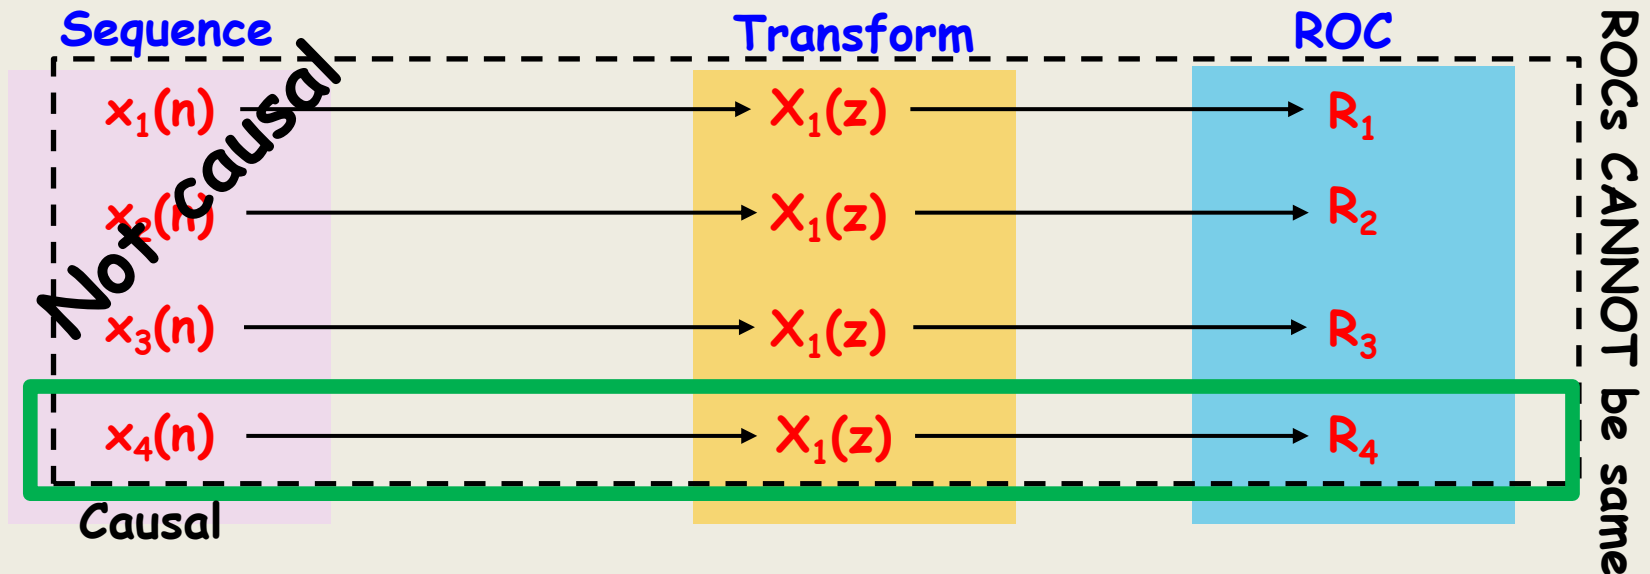 Sequence Transform ROC
x₁(n) X₁(z) R₁
x₂(n) X₁(z) R₂
x₃(n) X₁(z) R₃
x₄(n) X₁(z) R₄
Not causal
Causal
ROCs CANNOT be same